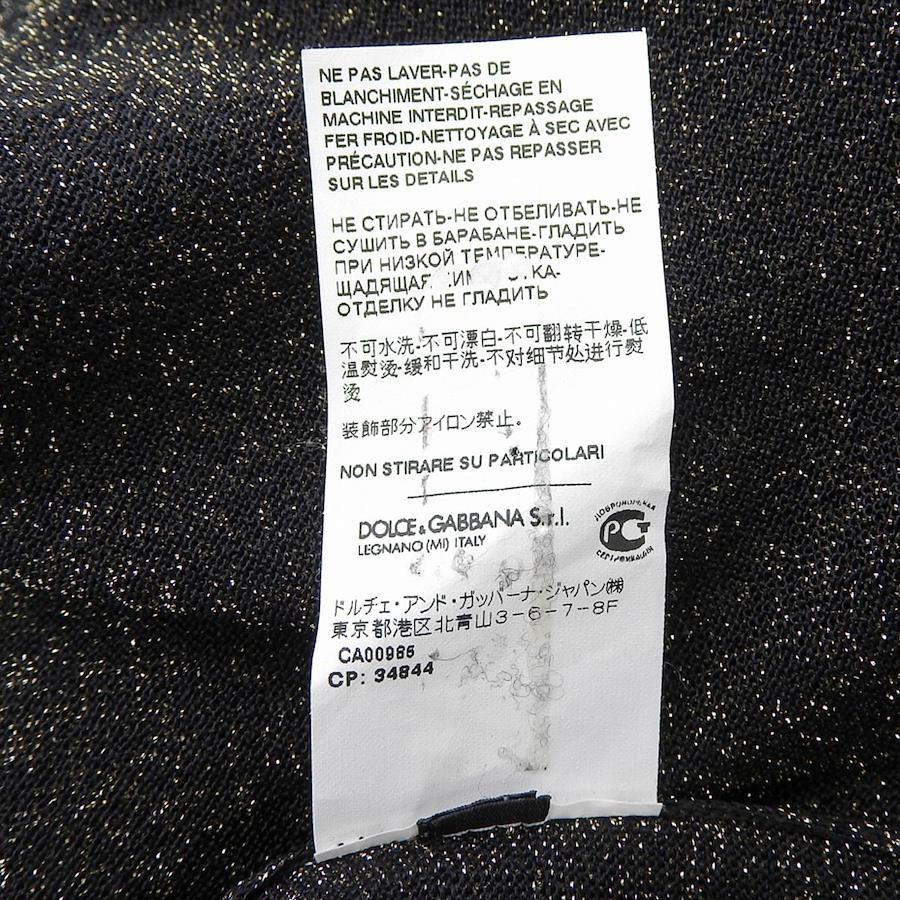 NE PAS LAVER-PAS DE
BLANCHIMENT-SÉCHAGE EN
MACHINE INTERDIT-REPASSAGE
FER FROID-NETTOYAGE À SEC AVEC
PRÉCAUTION-NE PAS REPASSER
SUR LES DETAILS
НЕ СТИРАТЬ-НЕ ОТБЕЛИВАТЬ-НЕ
СУШИТЬ В БАРАБАНЕ-ГЛАДИТЬ
ПРИ НИЗКОЙ ТЕМПЕРАТУРЕ-
ЩАДЯЩАЯ
ОТДЕЛКУ НЕ ГЛАДИТЬ
不可水洗-不可漂白-不可翻转干燥-低
温熨烫-缓和干洗-不对细节处进行熨
烫
装飾部分アイロン禁止。
NON STIRARE SU PARTICOLARI
DOLCE & GABBANA S.r.l.
LEGNANO (MI) ITALY
ДОБРОВОЛЬНАЯ
РСТ
СЕРТИФИКАЦИЯ
ドルチェ・アンド・ガッバーナ・ジャパン㈱
東京都港区北青山3-6-7-8F
CA00965
CP: 34844